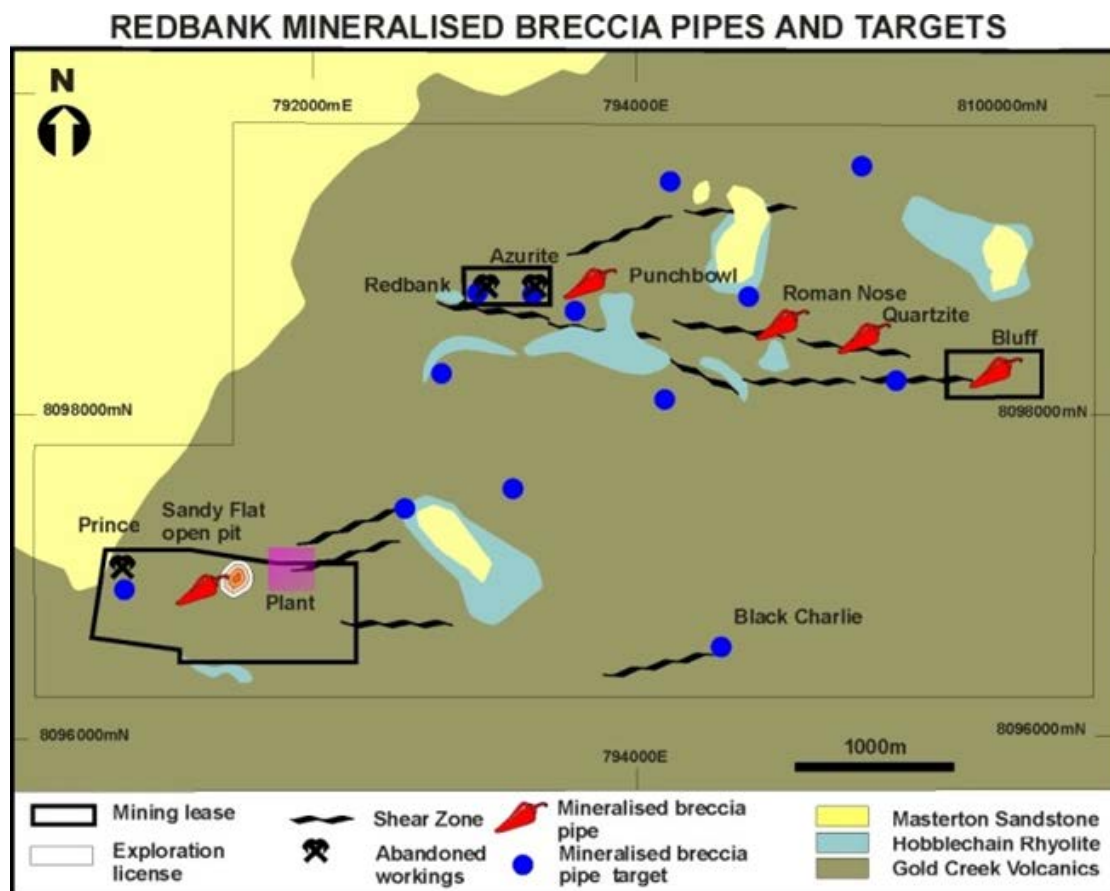 REDBANK MINERALISED BRECCIA PIPES AND TARGETS
N
792000mE
794000mE
8100000mN
Azurite
Redbank
Punchbowl
Roman Nose
Quartzite
Bluff
8098000mN
8098000mN
Sandy Flat
open pit
Prince
Plant
Black Charlie
8096000mN
8096000mN
794000E
1000m
Mining lease
Exploration
license
Shear Zone
Abandoned
workings
Mineralised breccia
pipe
Mineralised breccia
pipe target
Masterton Sandstone
Hobblechain Rhyolite
Gold Creek Volcanics